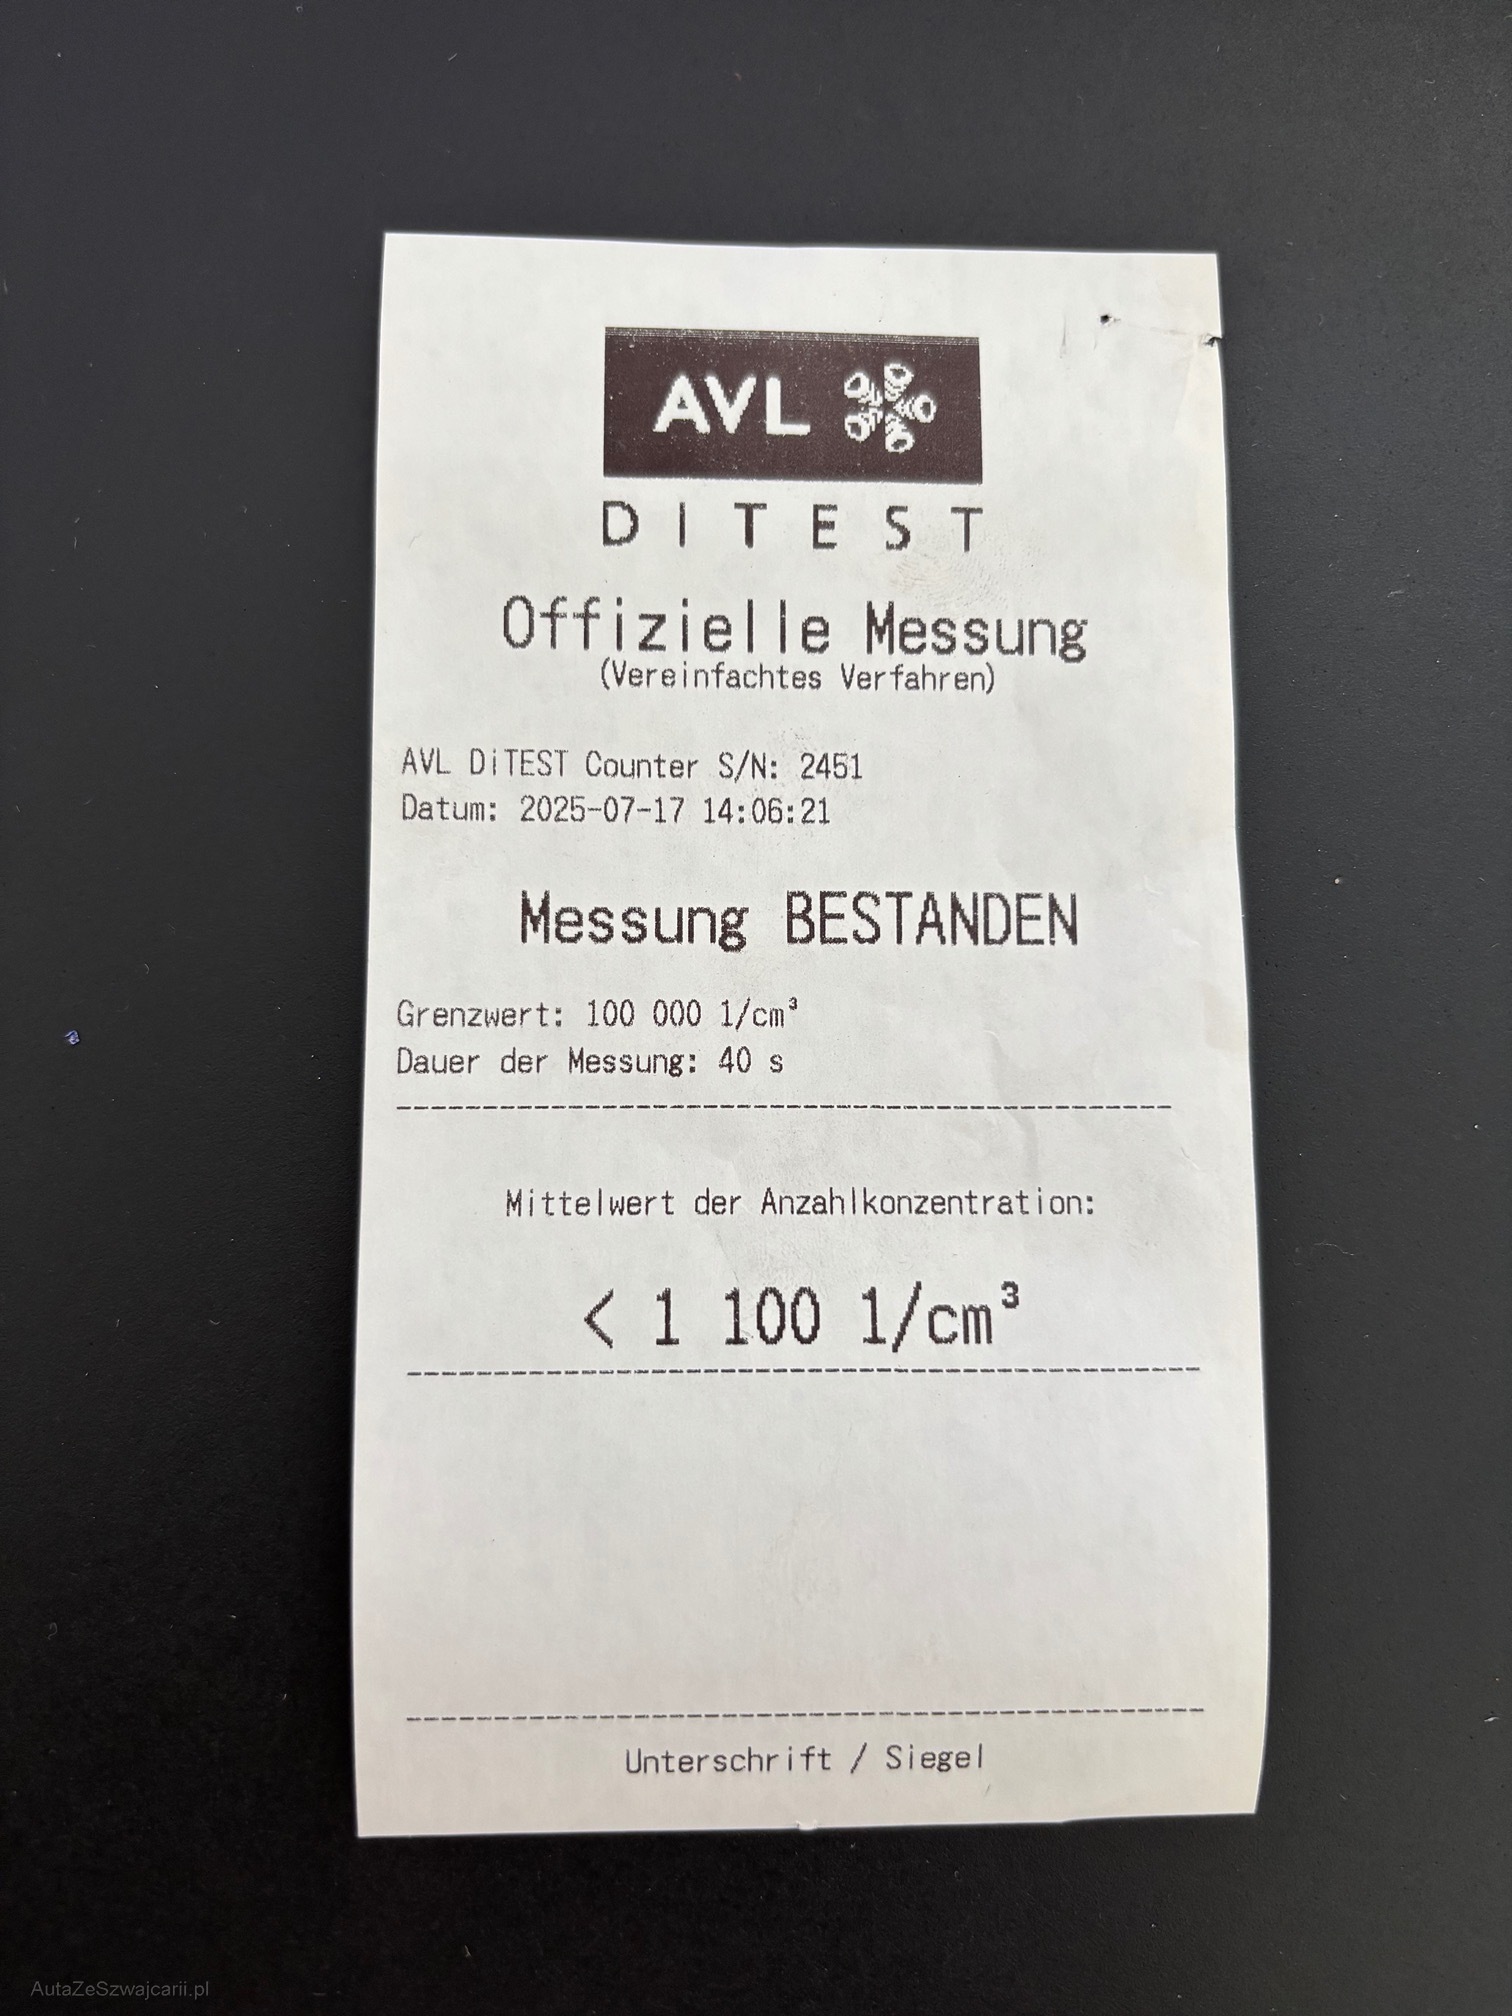 AVL
DITEST
Offizielle Messung
(Vereinfachtes Verfahren)
AVL DiTEST Counter S/N: 2451
Datum: 2025-07-17 14:06:21
Messung BESTANDEN
Grenzwert: 100 000 1/cm³
Dauer der Messung: 40 s
Mittelwert der Anzahlkonzentration:
< 1 100 1/cm³
Unterschrift / Siegel
AutaZeSzwajcarii.pl